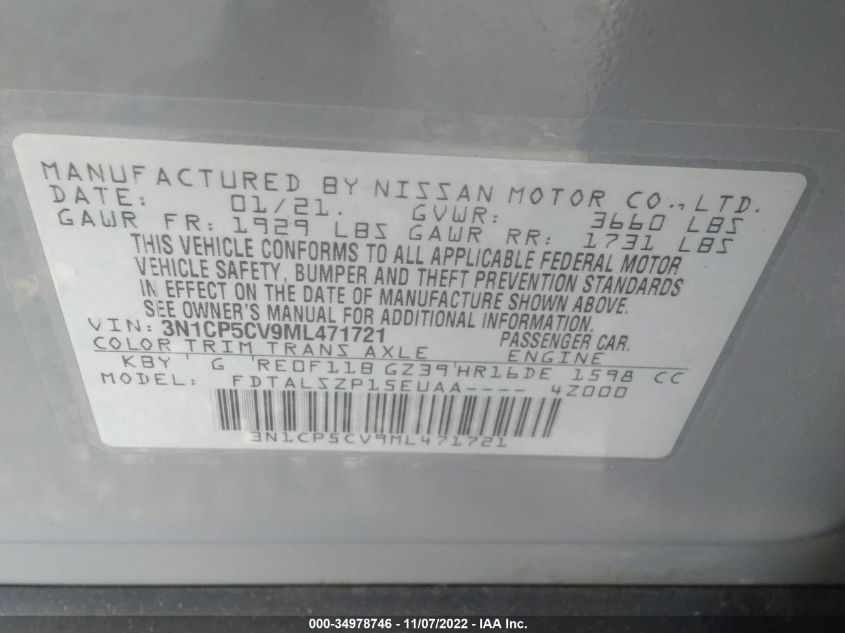 MANUFACTURED BY NISSAN MOTOR CO., LTD.
DATE: 01/21. GVWR: 3660 LBS
GAWR FR: 1929 LBS GAWR RR: 1731 LBS
THIS VEHICLE CONFORMS TO ALL APPLICABLE FEDERAL MOTOR
VEHICLE SAFETY, BUMPER AND THEFT PREVENTION STANDARDS
IN EFFECT ON THE DATE OF MANUFACTURE SHOWN ABOVE.
SEE OWNER'S MANUAL FOR ADDITIONAL INFORMATION.
VIN: 3N1CP5CV9ML471721 PASSENGER CAR.
COLOR TRIM TRANS AXLE ENGINE
KBY ' G 'RE0F11B GZ39'HR16DE 1598 CC
MODEL: FDTALSZP15EUAA---- 4Z000
3N1CP5CV9ML471721
000-34978746 - 11/07/2022 - IAA Inc.